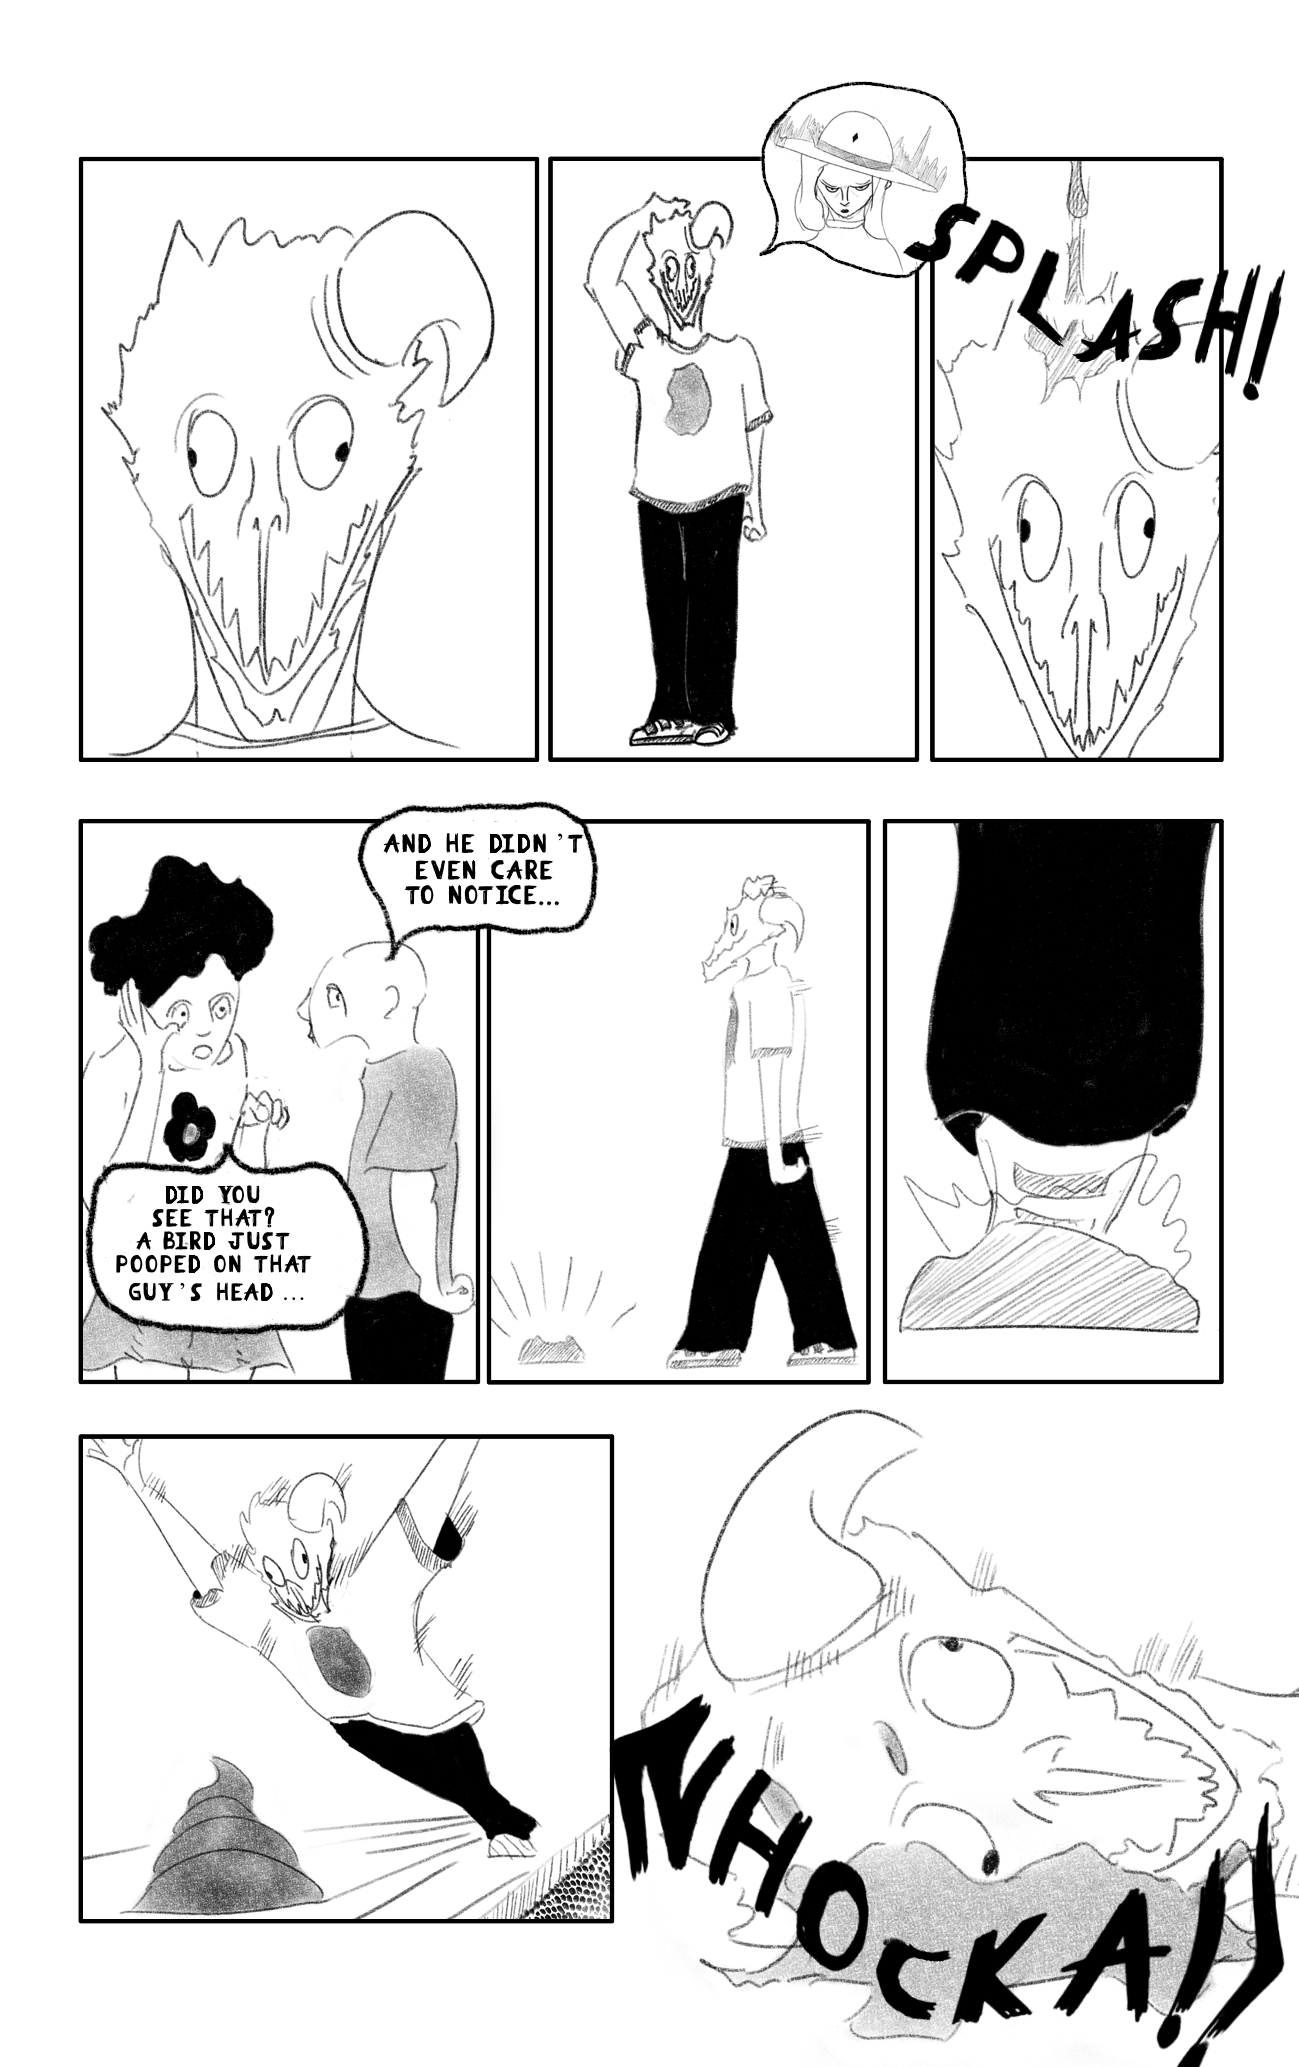 SPLASH!
AND HE DIDN'T
EVEN CARE
TO NOTICE...
DID YOU
SEE THAT?
A BIRD JUST
POOPED ON THAT
GUY'S HEAD...
NHOCKA!!